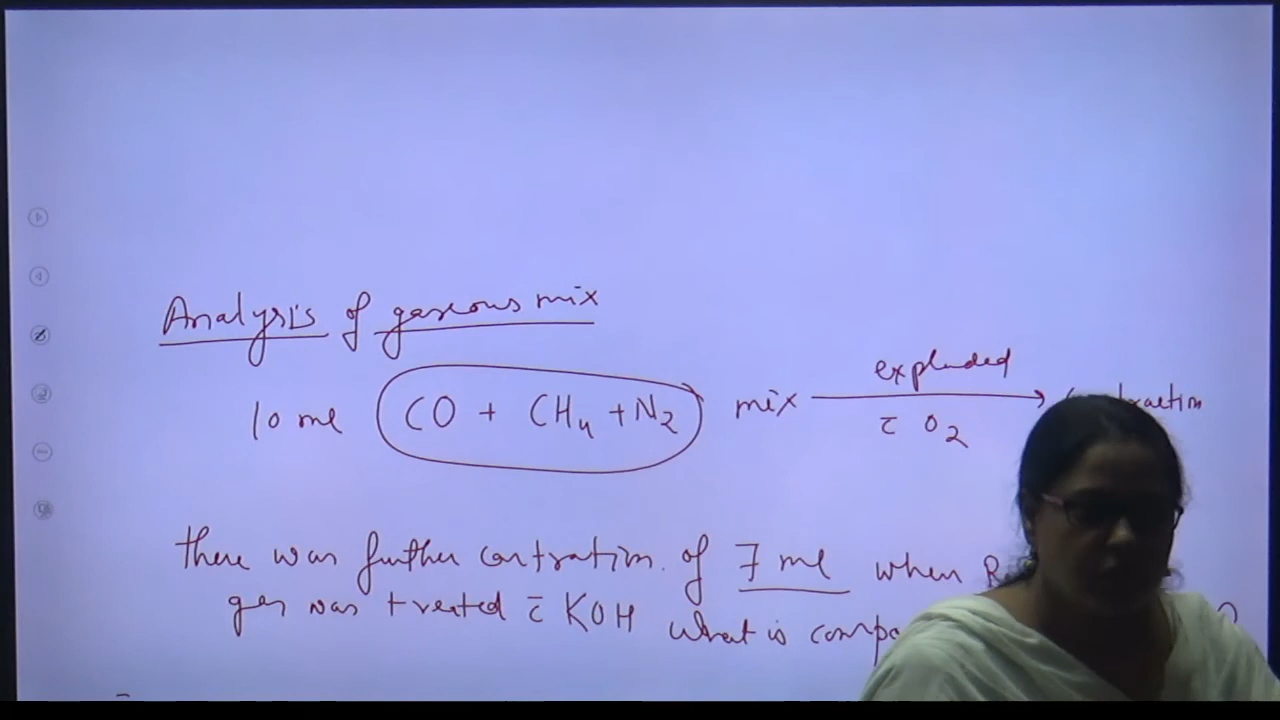 Analysis of gaseous mix
10 ml CO + CH₄ + N₂ mix exploded
c̄ O₂
there was further contration. of 7 ml when
gas was treated c̄ KOH What is